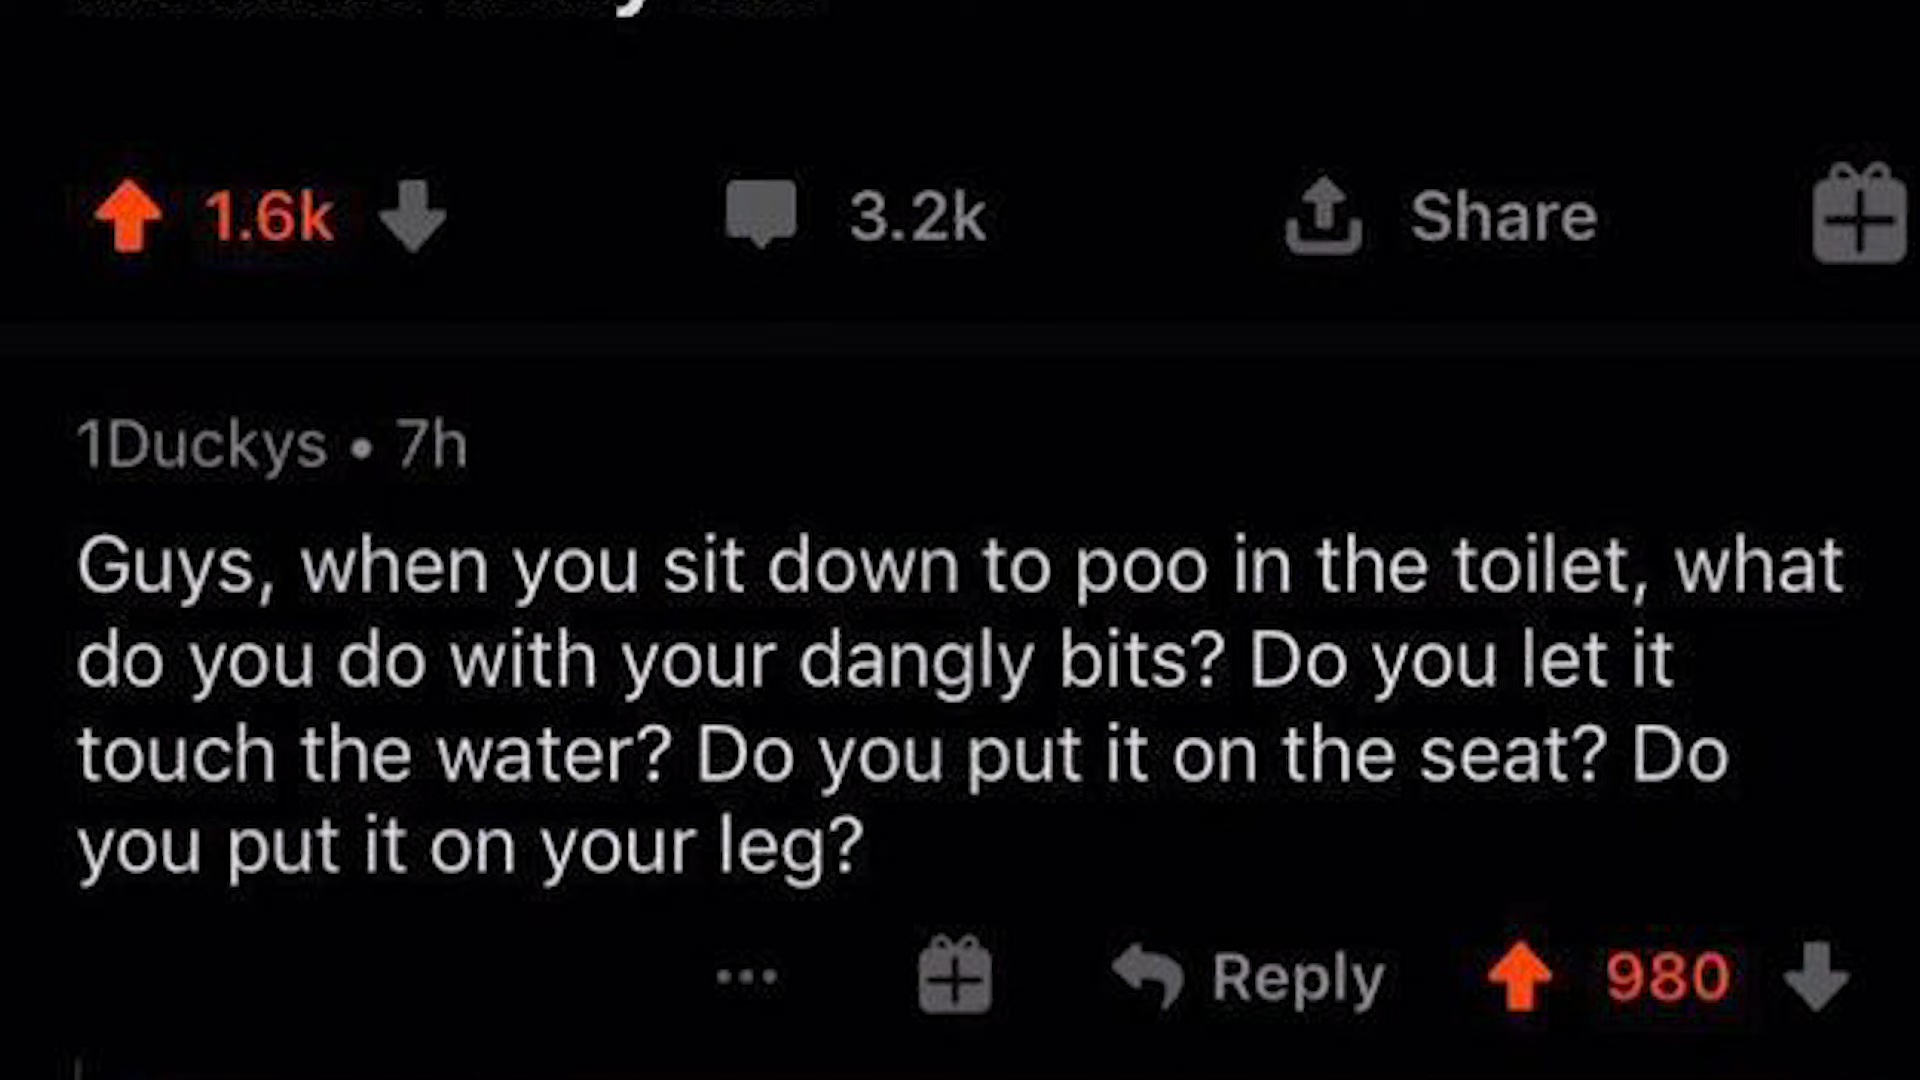 1.6k 3.2k Share
1Duckys • 7h
Guys, when you sit down to poo in the toilet, what
do you do with your dangly bits? Do you let it
touch the water? Do you put it on the seat? Do
you put it on your leg?
... Reply 980